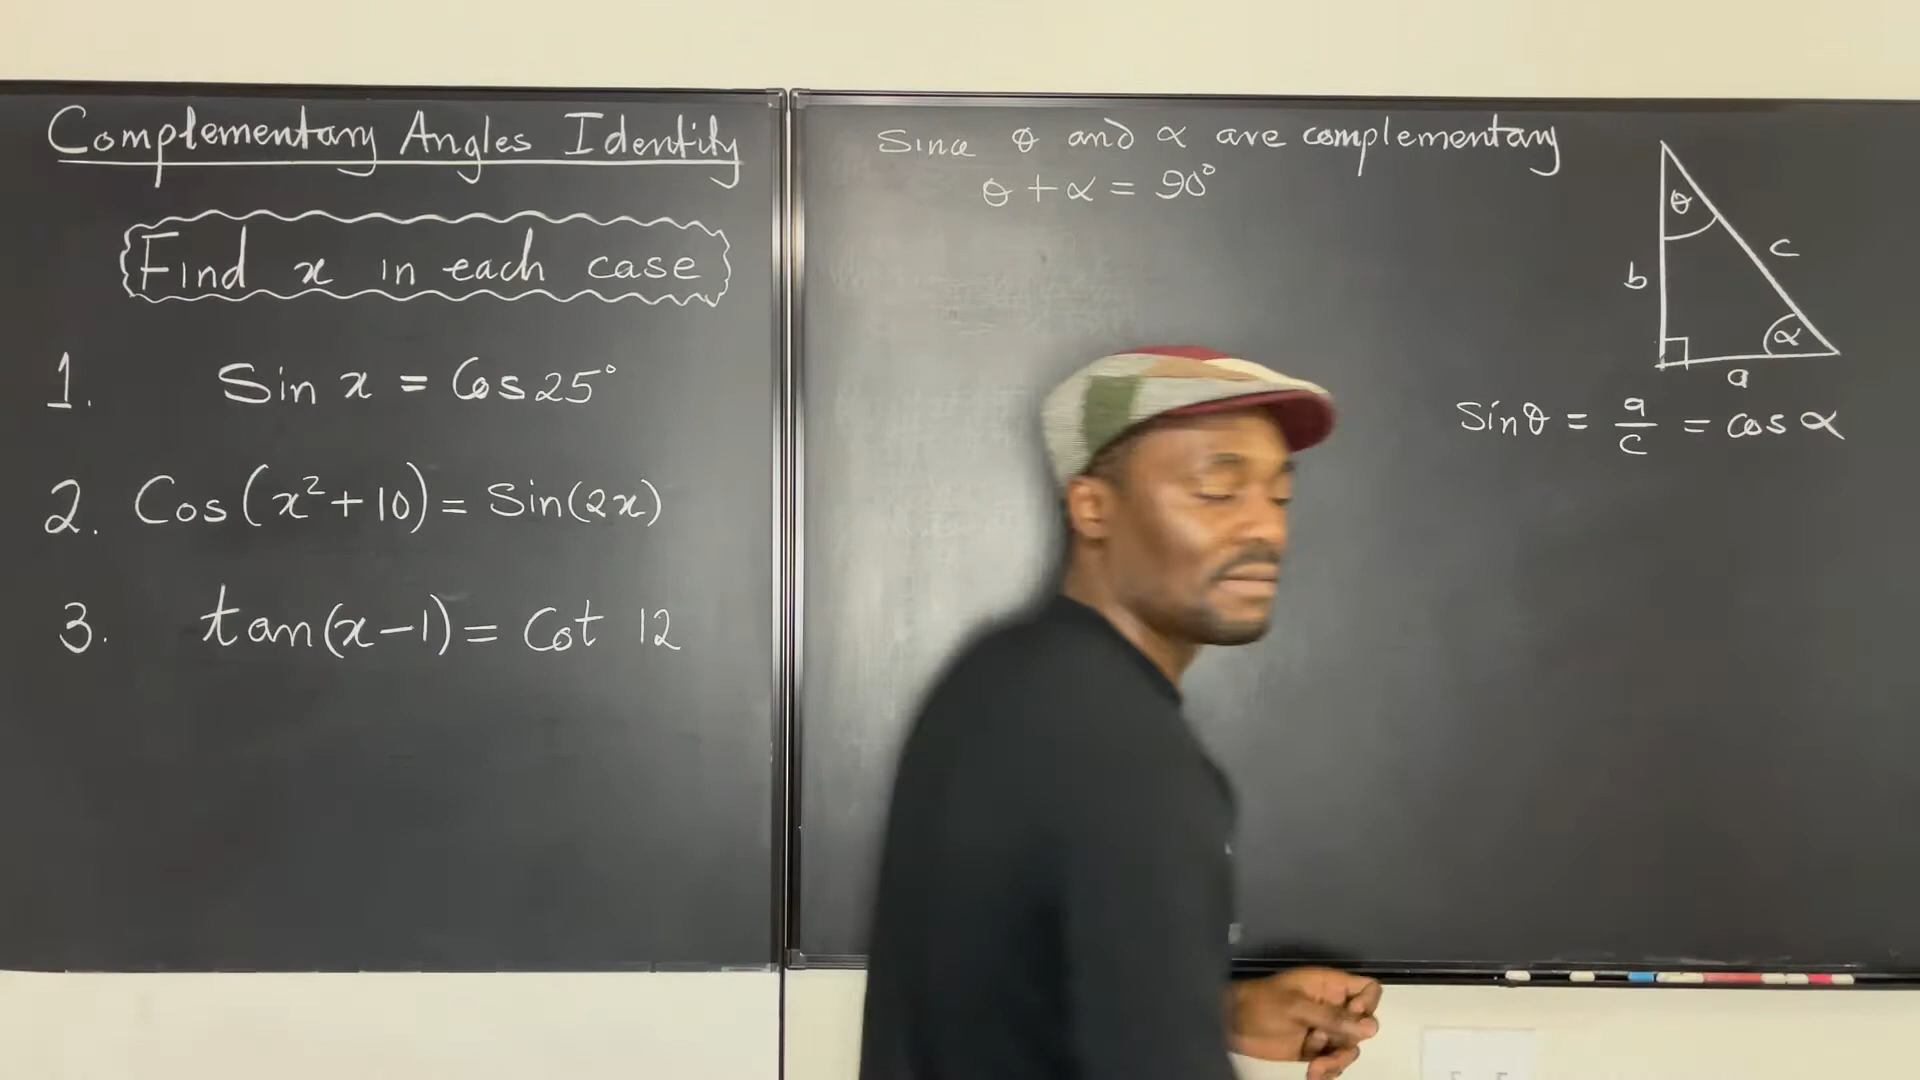 Complementary Angles Identity
Find x in each case
1. Sin x = Cos 25°
2. Cos(x²+10) = Sin(2x)
3. tan(x-1) = Cot 12
Since θ and α are complementary
θ + α = 90°
θ
b
c
α
a
Sinθ = a/c = cos α